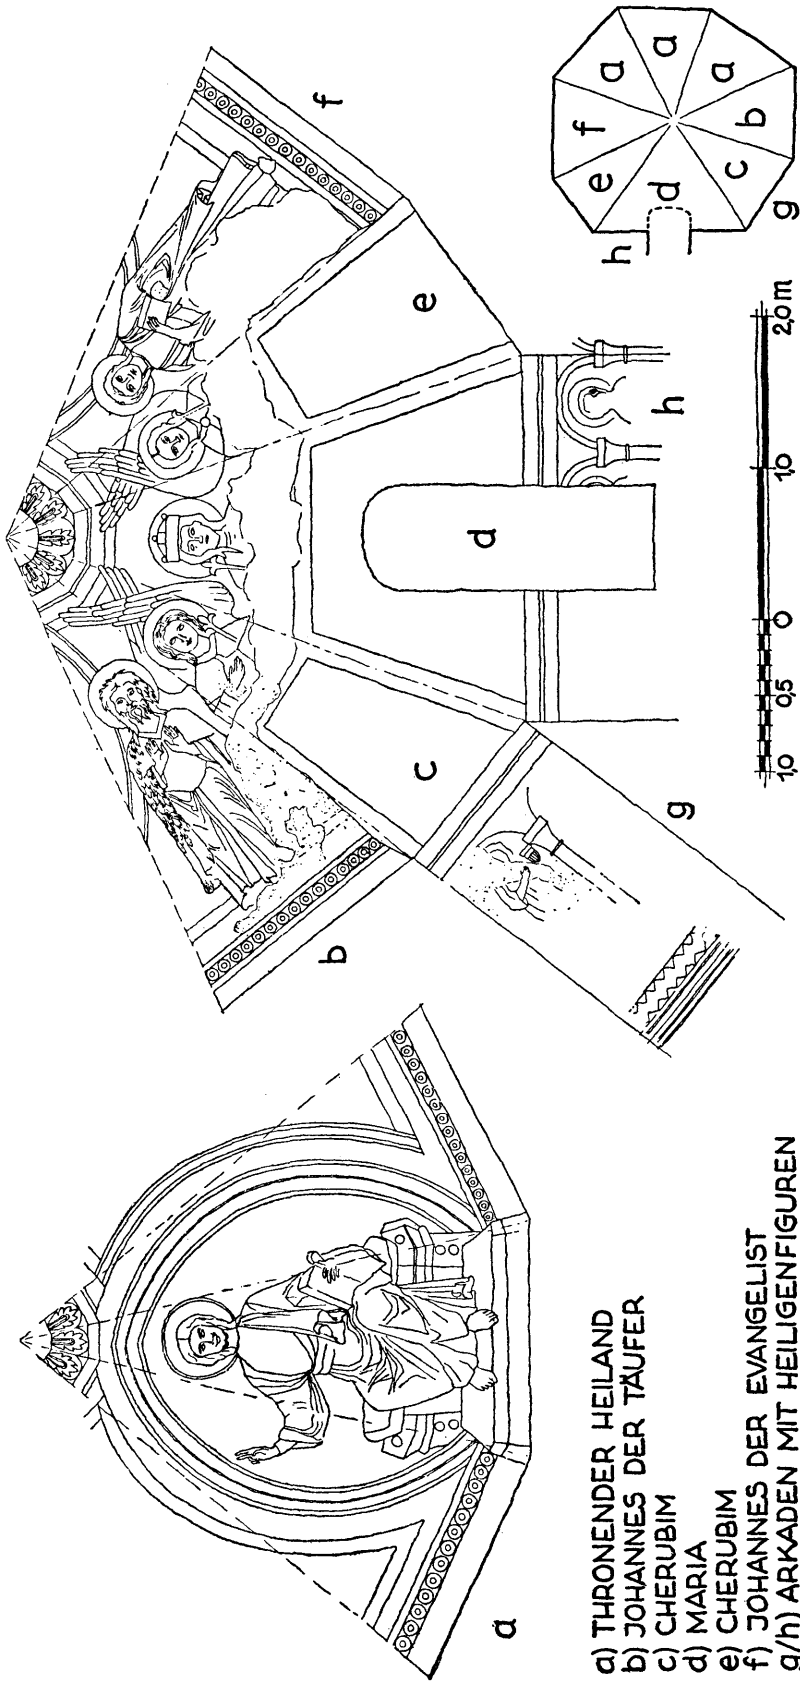 f
e
d
c
b
h
g
a
a
a
a
b
c
d
e
f
g
h
1,0 0,5 0 1,0 2,0 m
a) THRONENDER HEILAND
b) JOHANNES DER TÄUFER
c) CHERUBIM
d) MARIA
e) CHERUBIM
f) JOHANNES DER EVANGELIST
g/h) ARKADEN MIT HEILIGENFIGUREN